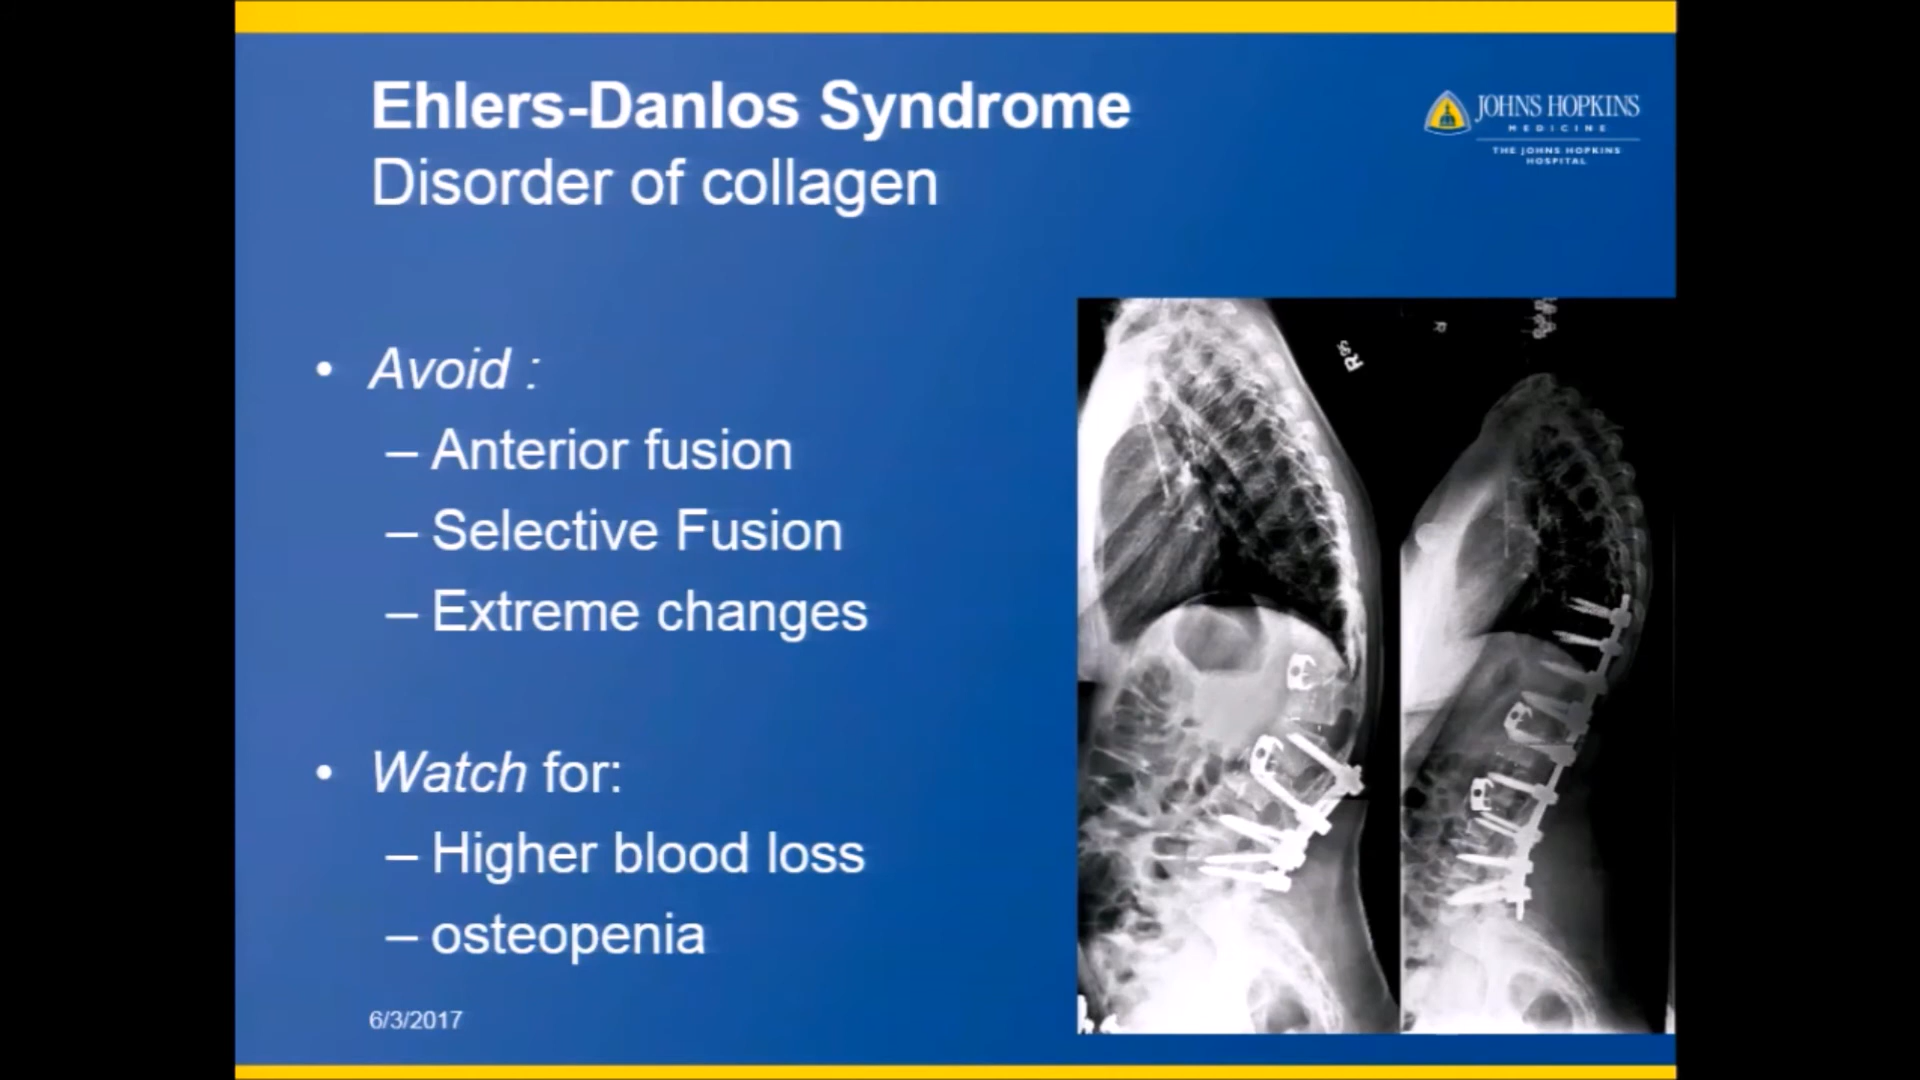 Ehlers-Danlos Syndrome
Disorder of collagen
JOHNS HOPKINS
MEDICINE
THE JOHNS HOPKINS
HOSPITAL
• Avoid :
– Anterior fusion
– Selective Fusion
– Extreme changes
• Watch for:
– Higher blood loss
– osteopenia
R
R
6/3/2017